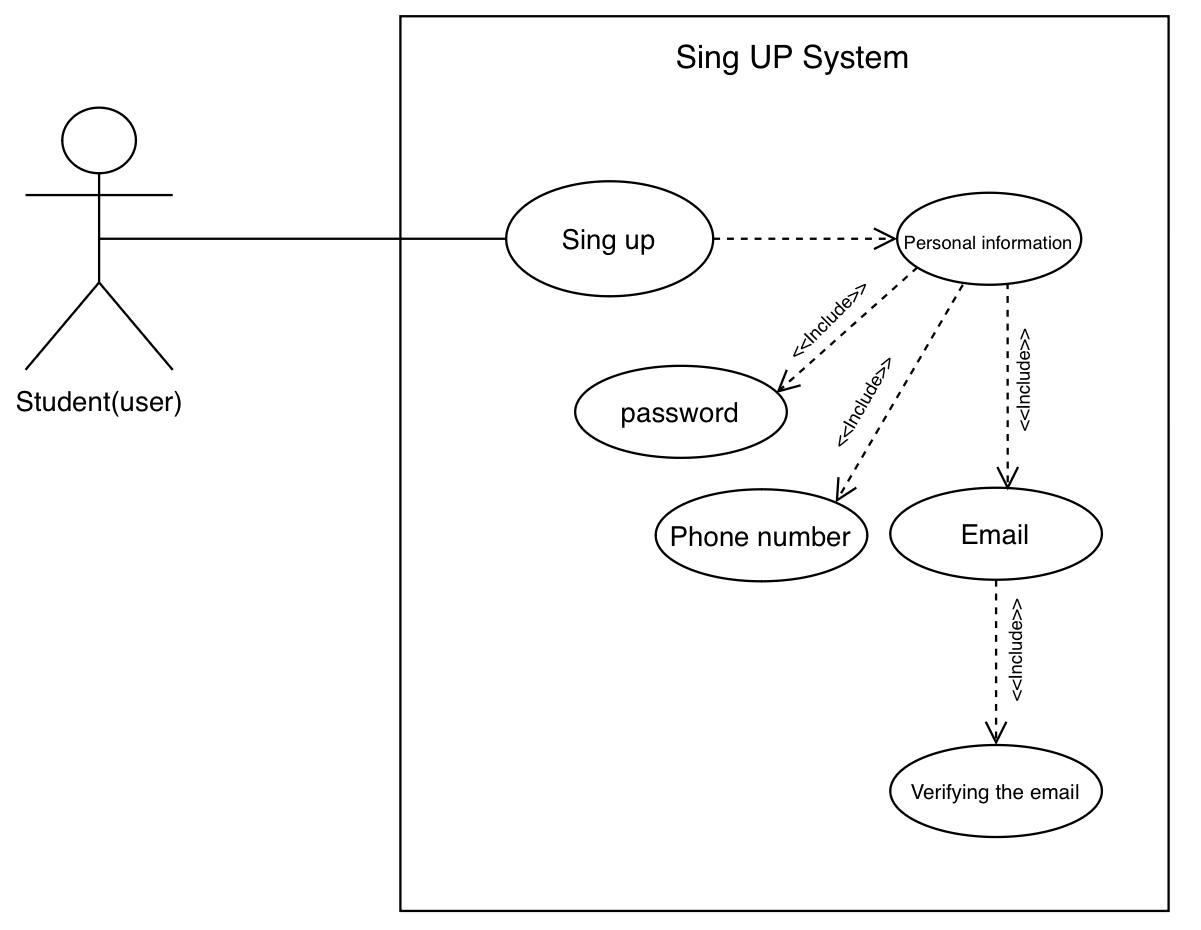 Sing UP System
Sing up
Personal information
<<Include>>
<<Include>>
<<Include>>
Student(user)
password
Phone number
Email
<<Include>>
Verifying the email